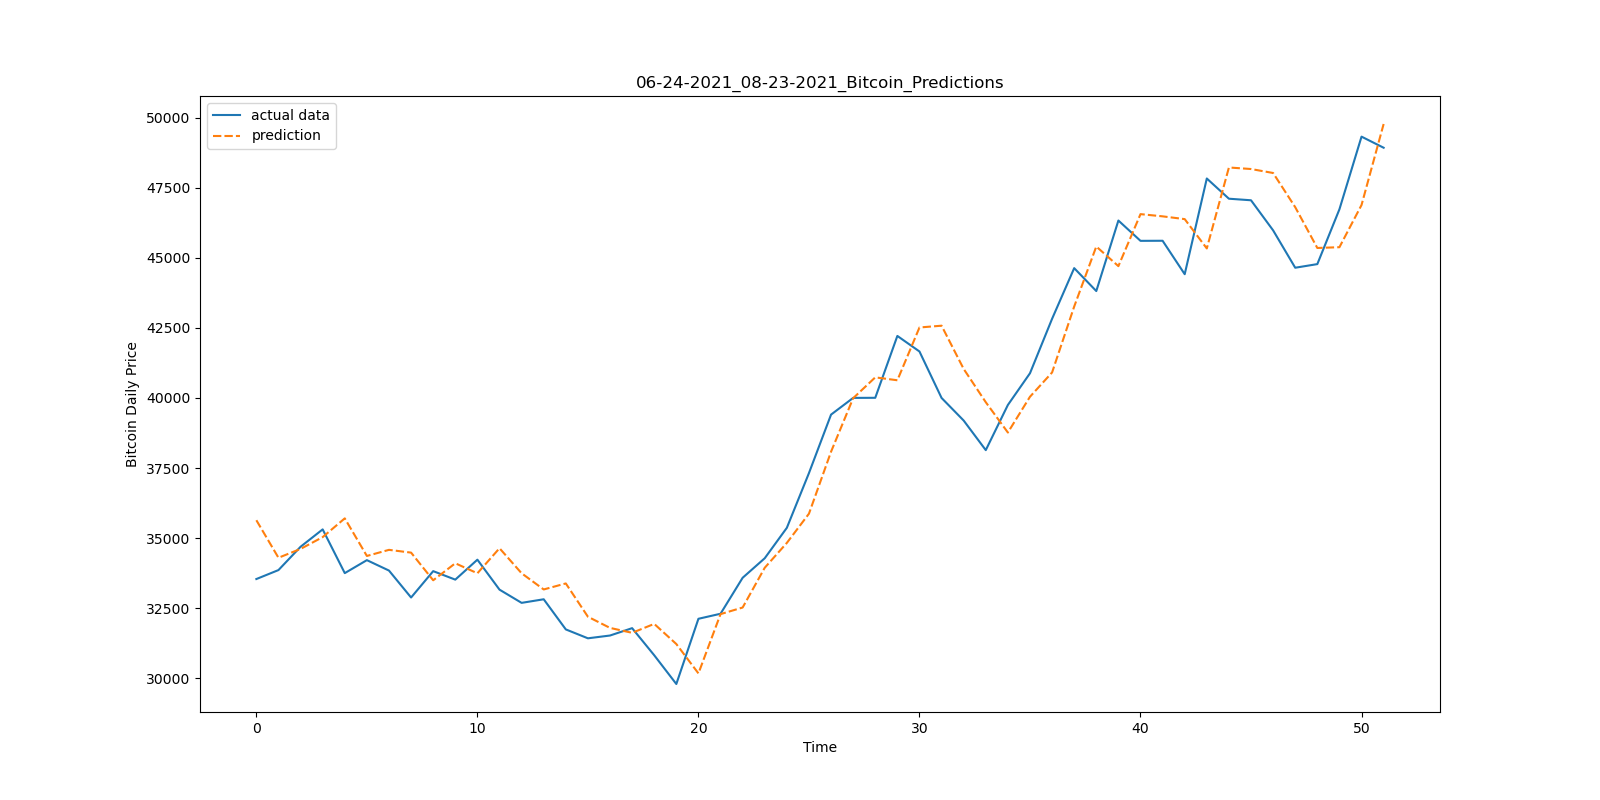 06-24-2021_08-23-2021_Bitcoin_Predictions
actual data
prediction
50000
47500
45000
42500
40000
37500
35000
32500
30000
Bitcoin Daily Price
0 10 20 30 40 50
Time